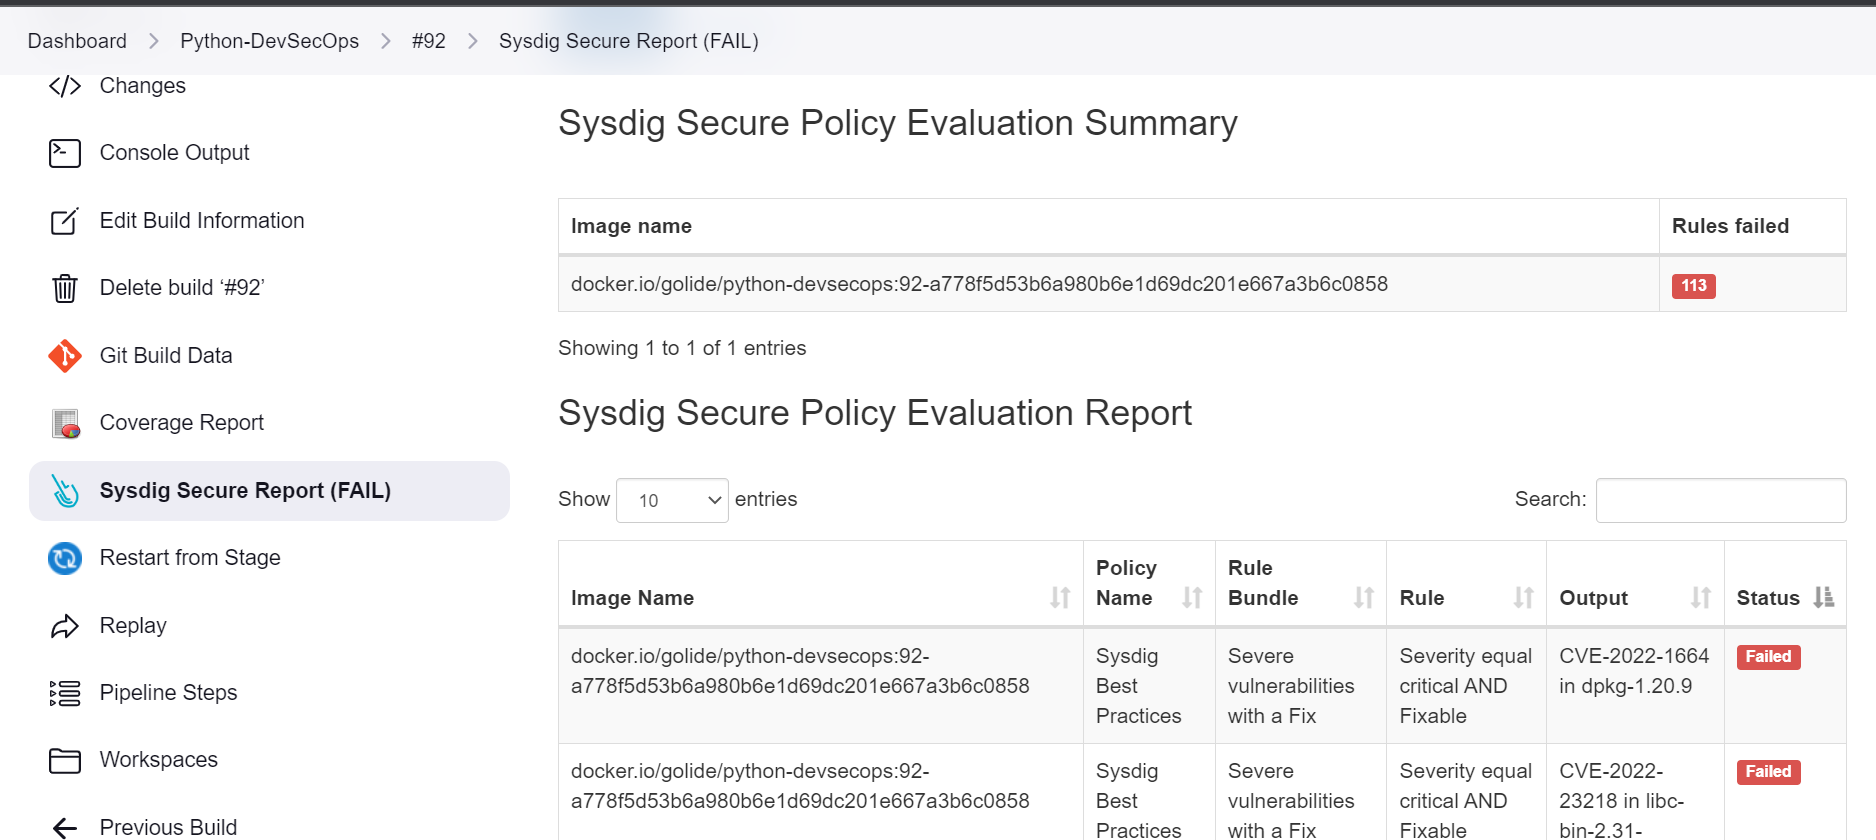 Dashboard > Python-DevSecOps > #92 > Sysdig Secure Report (FAIL)
Changes
Console Output
Edit Build Information
Delete build ‘#92’
Git Build Data
Coverage Report
Sysdig Secure Report (FAIL)
Restart from Stage
Replay
Pipeline Steps
Workspaces
Previous Build
Sysdig Secure Policy Evaluation Summary
Image name Rules failed
docker.io/golide/python-devsecops:92-a778f5d53b6a980b6e1d69dc201e667a3b6c0858 113
Showing 1 to 1 of 1 entries
Sysdig Secure Policy Evaluation Report
Show 10 entries Search:
Policy Rule
Image Name Name Bundle Rule Output Status
docker.io/golide/python-devsecops:92- Sysdig Severe Severity equal CVE-2022-1664 Failed
a778f5d53b6a980b6e1d69dc201e667a3b6c0858 Best vulnerabilities critical AND in dpkg-1.20.9
Practices with a Fix Fixable
docker.io/golide/python-devsecops:92- Sysdig Severe Severity equal CVE-2022- Failed
a778f5d53b6a980b6e1d69dc201e667a3b6c0858 Best vulnerabilities critical AND 23218 in libc-
Practices with a Fix Fixable bin-2.31-